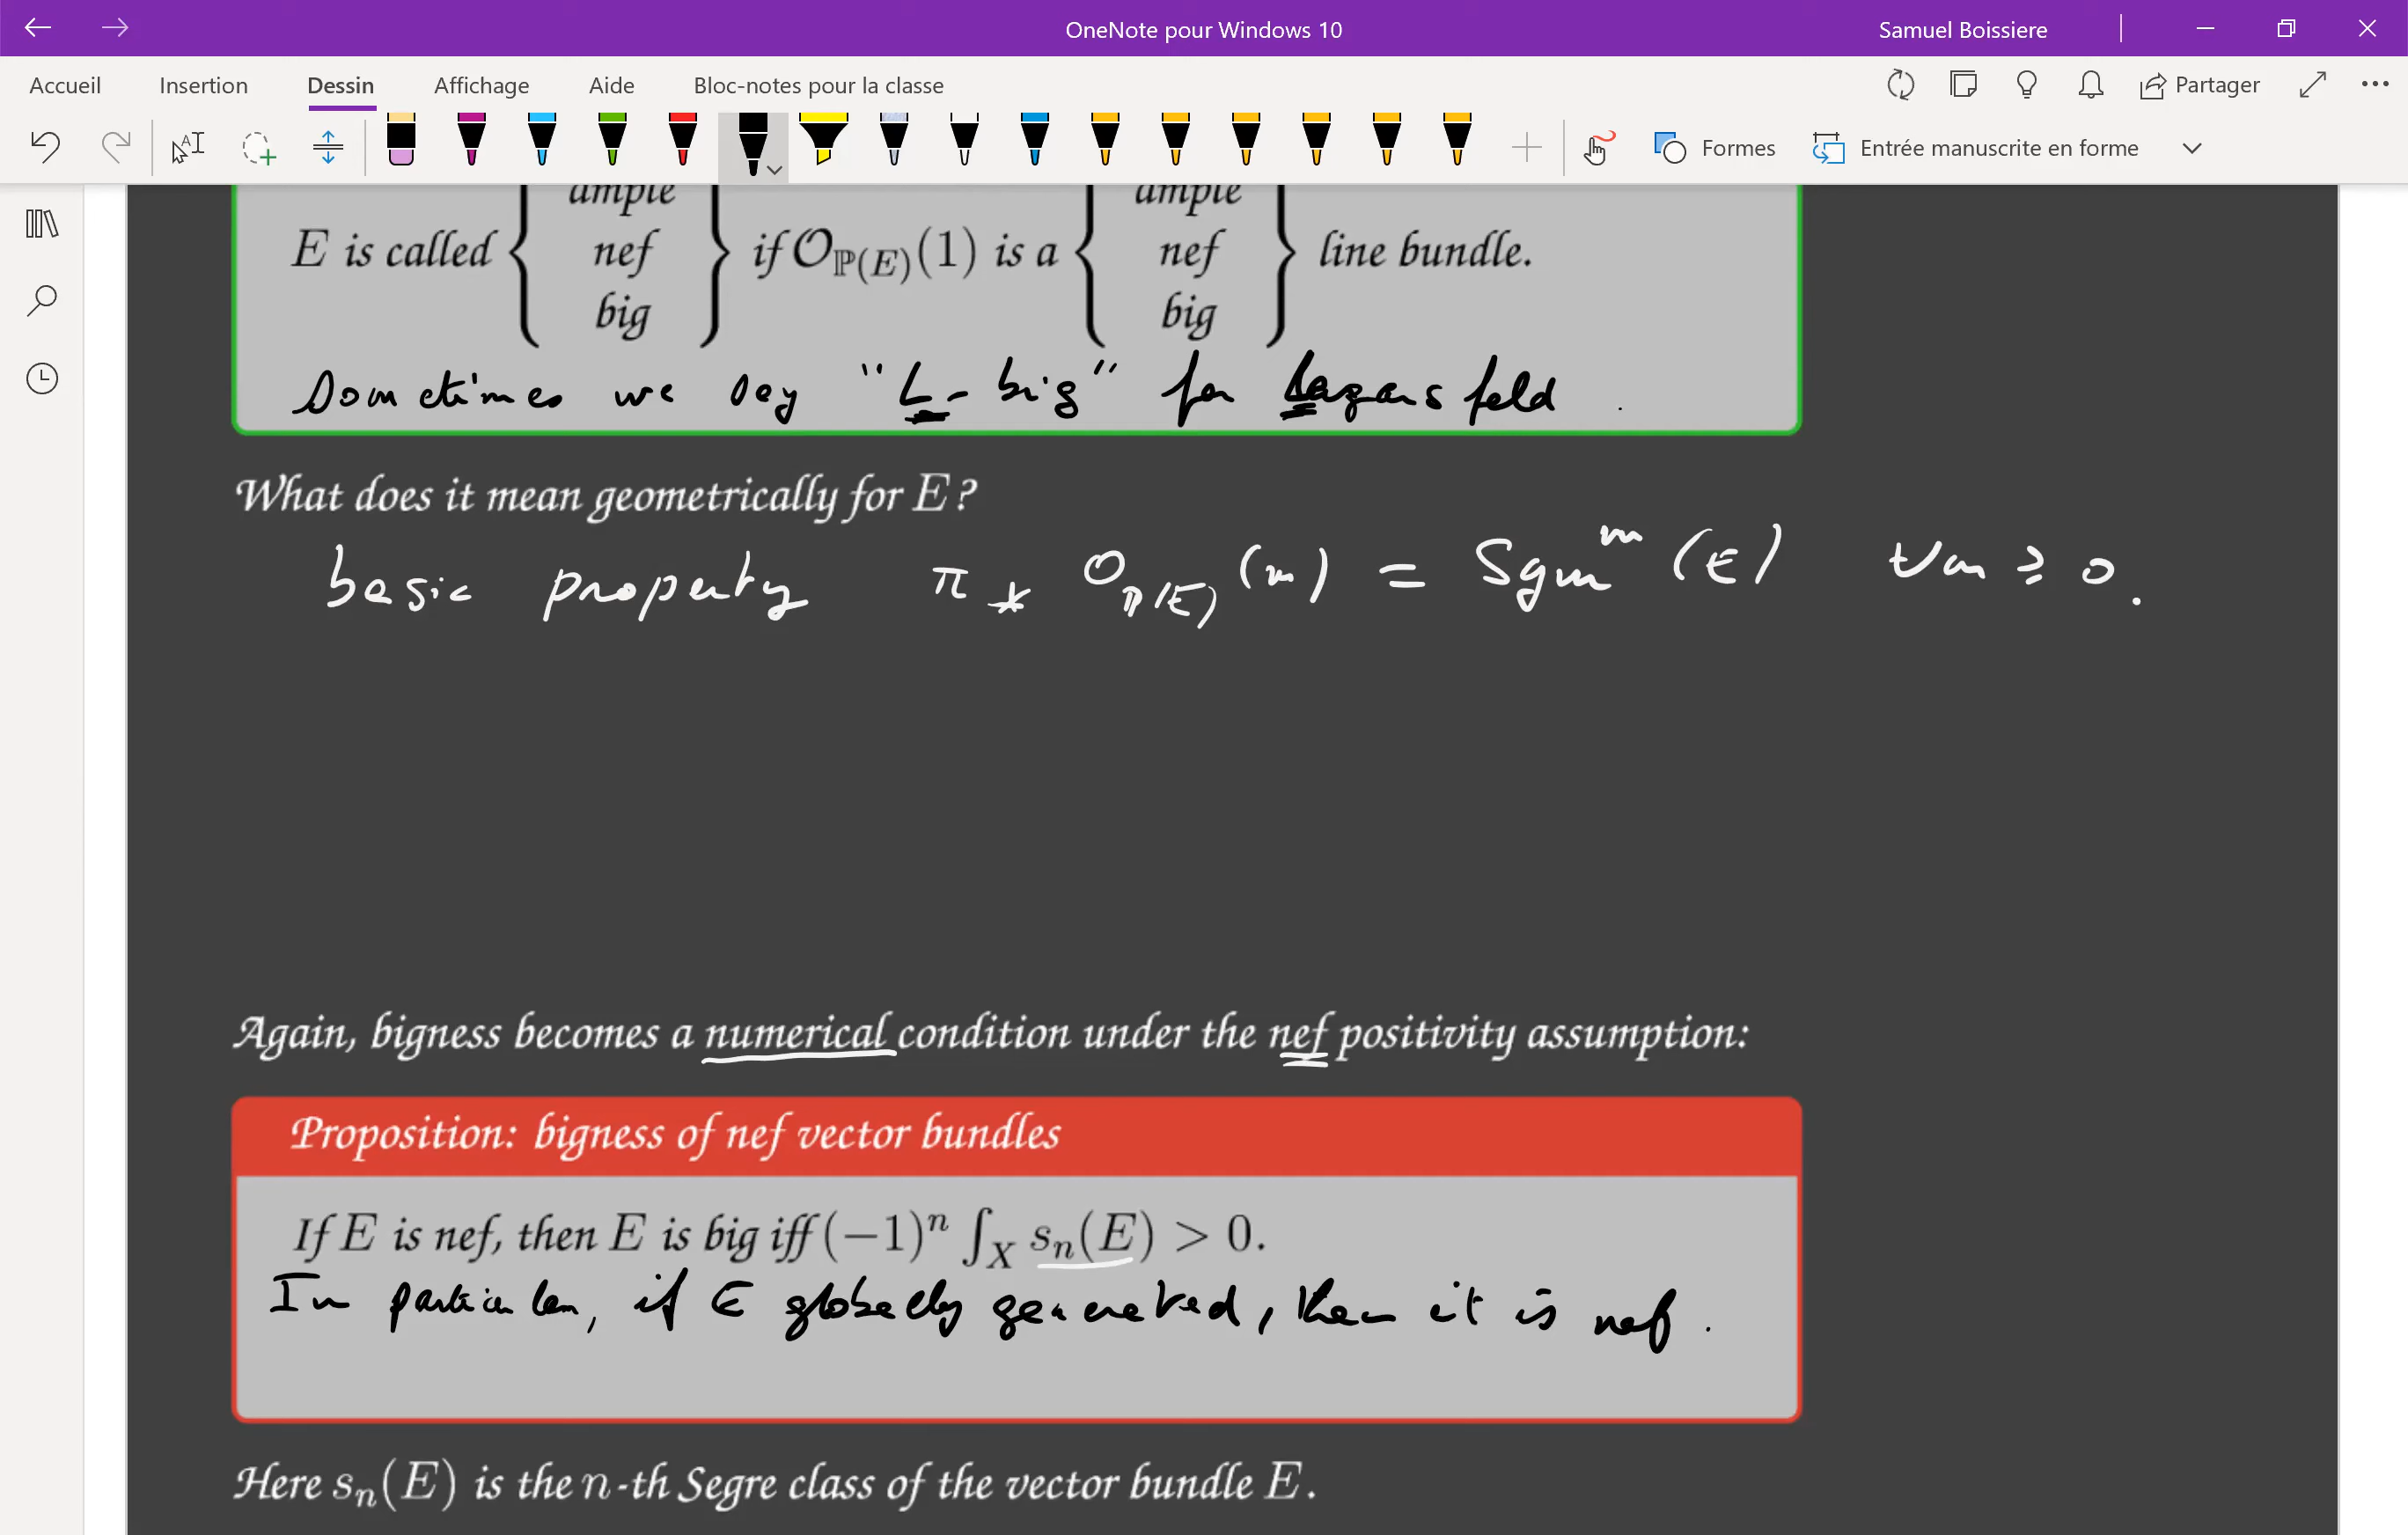 OneNote pour Windows 10
Samuel Boissiere
Accueil Insertion Dessin Affichage Aide Bloc-notes pour la classe
Partager
Formes Entrée manuscrite en forme
E is called { ample nef big } if 𝒪_{ℙ(E)}(1) is a { ample nef big } line bundle.
Sometimes we say "L-big" for Lazarsfeld.
What does it mean geometrically for E?
basic property π_* 𝒪_{ℙ(E)}(m) = Sym^m(E) ∀m ≥ 0.
Again, bigness becomes a numerical condition under the nef positivity assumption:
Proposition: bigness of nef vector bundles
If E is nef, then E is big iff (−1)^n ∫_X s_n(E) > 0.
In particular, if E globally generated, then it is nef.
Here s_n(E) is the n-th Segre class of the vector bundle E.